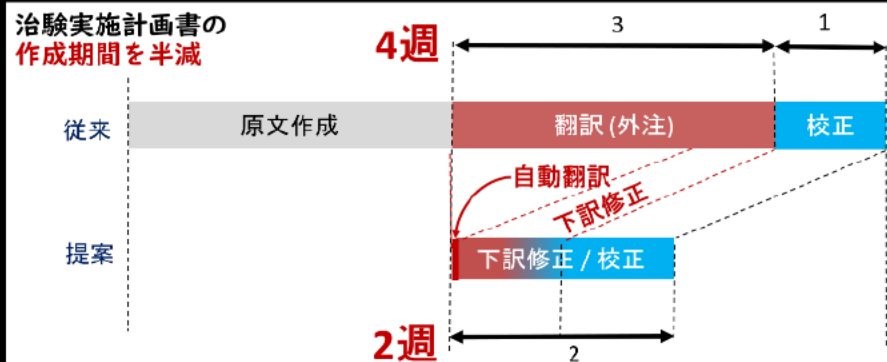 治験実施計画書の
作成期間を半減
4週
3
1
従来
原文作成
翻訳(外注)
校正
自動翻訳
下訳修正
提案
下訳修正 / 校正
2週
2